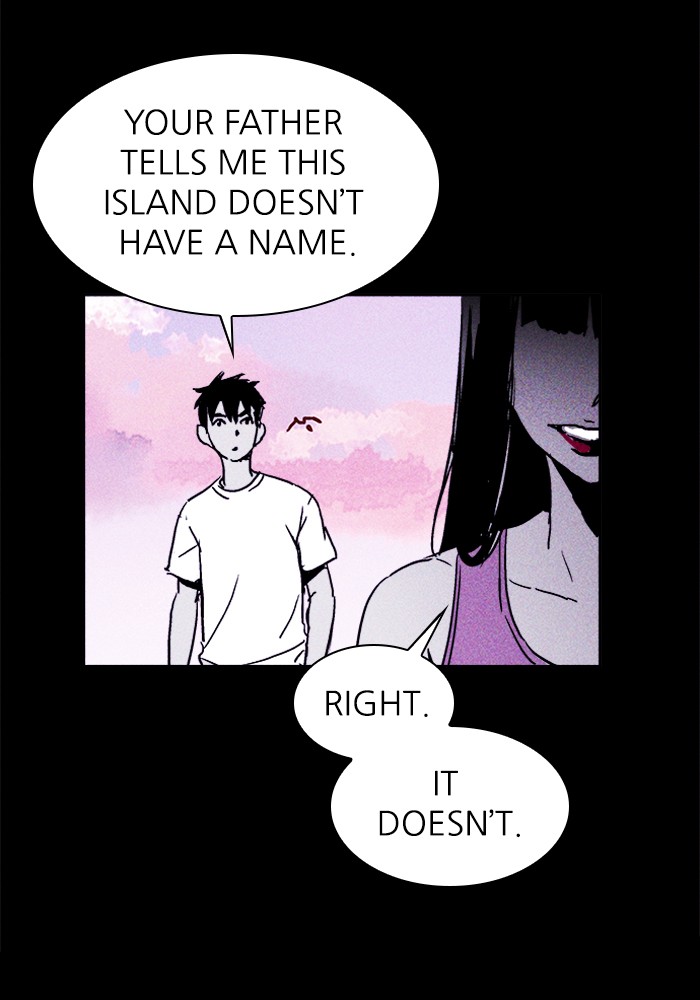 YOUR FATHER
TELLS ME THIS
ISLAND DOESN'T
HAVE A NAME.
RIGHT.
IT
DOESN'T.